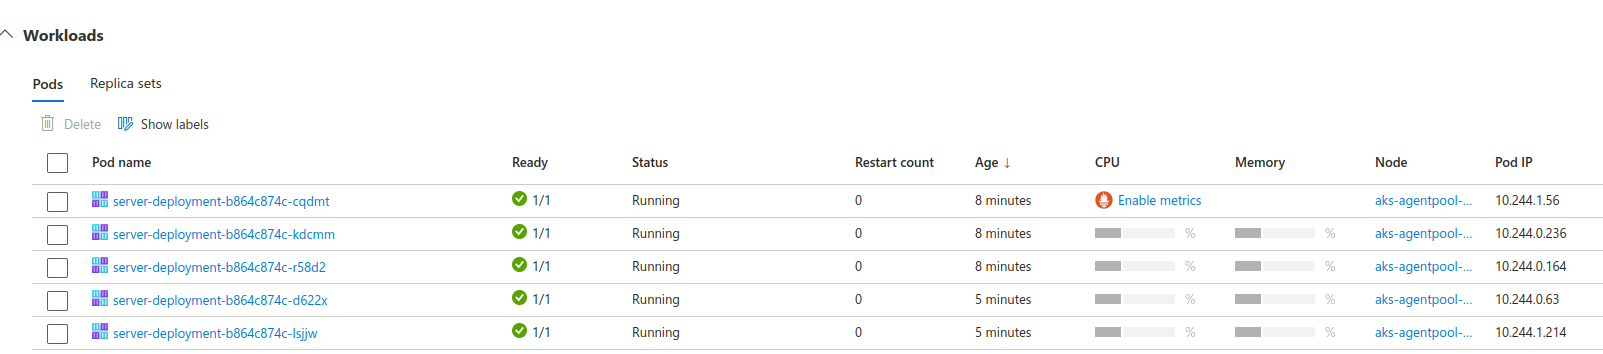 Workloads
Pods Replica sets
Delete Show labels
Pod name Ready Status Restart count Age ↓ CPU Memory Node Pod IP
server-deployment-b864c874c-cqdmt 1/1 Running 0 8 minutes Enable metrics aks-agentpool-... 10.244.1.56
server-deployment-b864c874c-kdcmm 1/1 Running 0 8 minutes % % aks-agentpool-... 10.244.0.236
server-deployment-b864c874c-r58d2 1/1 Running 0 8 minutes % % aks-agentpool-... 10.244.0.164
server-deployment-b864c874c-d622x 1/1 Running 0 5 minutes % % aks-agentpool-... 10.244.0.63
server-deployment-b864c874c-lsjjw 1/1 Running 0 5 minutes % % aks-agentpool-... 10.244.1.214